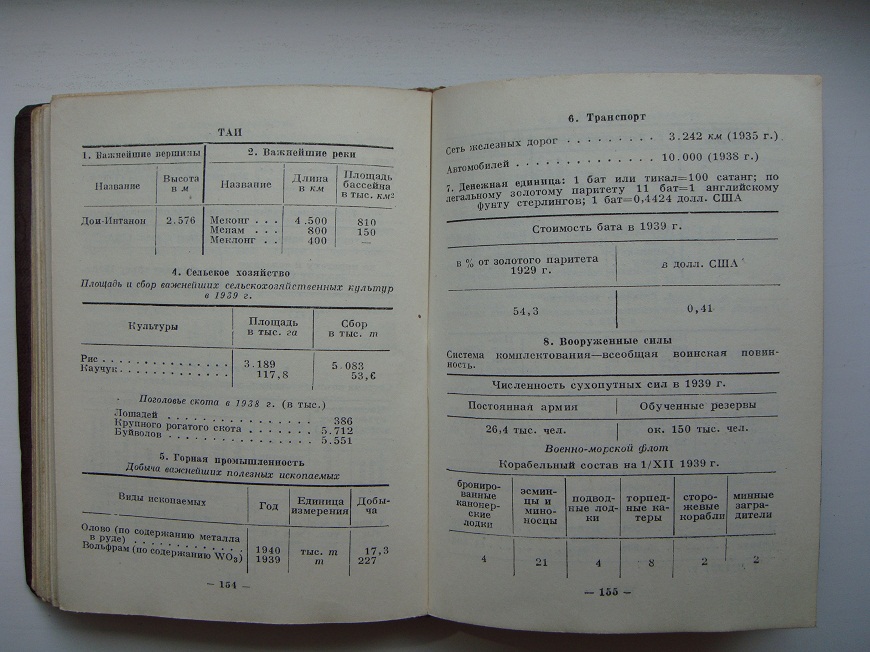 ТАИ
1. Важнейшие вершины
2. Важнейшие реки
Название
Высота
в м
Название
Длина
в км
Площадь
бассейна
в тыс. км²
Дои-Интанон 2.576
Меконг . . . 4.500 810
Менам . . . 800 150
Меклонг . . 400 —
4. Сельское хозяйство
Площадь и сбор важнейших сельскохозяйственных культур
в 1939 г.
Культуры
Площадь
в тыс. га
Сбор
в тыс. т
Рис . . . . . . . . . . . . 3.189 5.083
Каучук . . . . . . . . . . . 117,8 53,6
Поголовье скота в 1938 г. (в тыс.)
Лошадей . . . . . . . . . . . . . 386
Крупного рогатого скота . . . . . . . 5.712
Буйволов . . . . . . . . . . . . . 5.551
5. Горная промышленность
Добыча важнейших полезных ископаемых
Виды ископаемых
Год
Единица
измерения
Добы-
ча
Олово (по содержанию металла
в руде) . . . . . . . . . . . . 1940 тыс. т 17,3
Вольфрам (по содержанию WO₃) 1939 т 227
— 154 —
6. Транспорт
Сеть железных дорог . . . . . . . . . 3.242 км (1935 г.)
Автомобилей . . . . . . . . . . . . . 10.000 (1938 г.)
7. Денежная единица: 1 бат или тикал=100 сатанг; по
легальному золотому паритету 11 бат=1 английскому
фунту стерлингов; 1 бат=0,4424 долл. США
Стоимость бата в 1939 г.
в % от золотого паритета
1929 г.
в долл. США
54,3 0,41
8. Вооруженные силы
Система комплектования—всеобщая воинская повин-
ность.
Численность сухопутных сил в 1939 г.
Постоянная армия Обученные резервы
26,4 тыс. чел. ок. 150 тыс. чел.
Военно-морской флот
Корабельный состав на 1/XII 1939 г.
брониро-
ванные
канонер-
ские
лодки
эсмин-
цы и
мино-
носцы
подвод-
ные лод-
ки
торпед-
ные ка-
теры
сторо-
жевые
корабли
минные
загра-
дители
4 21 4 8 2 2
— 155 —